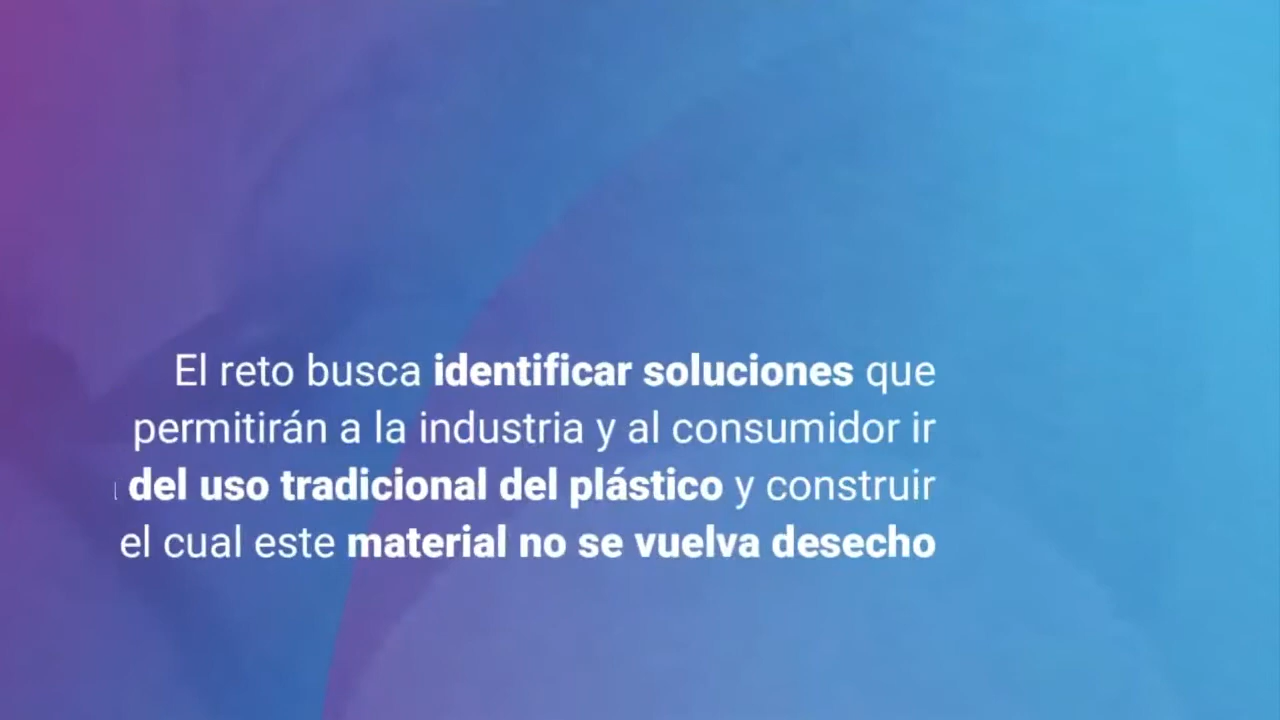 El reto busca identificar soluciones que
permitirán a la industria y al consumidor ir
del uso tradicional del plástico y construir
el cual este material no se vuelva desecho